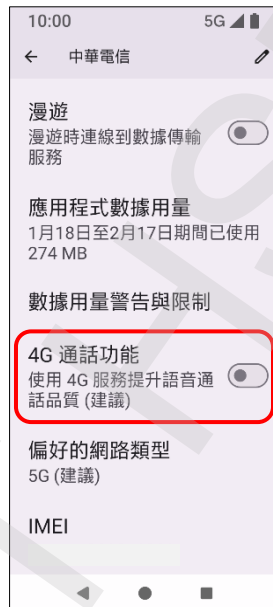 10:00 5G
中華電信
漫遊
漫遊時連線到數據傳輸
服務
應用程式數據用量
1月18日至2月17日期間已使用
274 MB
數據用量警告與限制
4G 通話功能
使用 4G 服務提升語音通
話品質 (建議)
偏好的網路類型
5G (建議)
IMEI